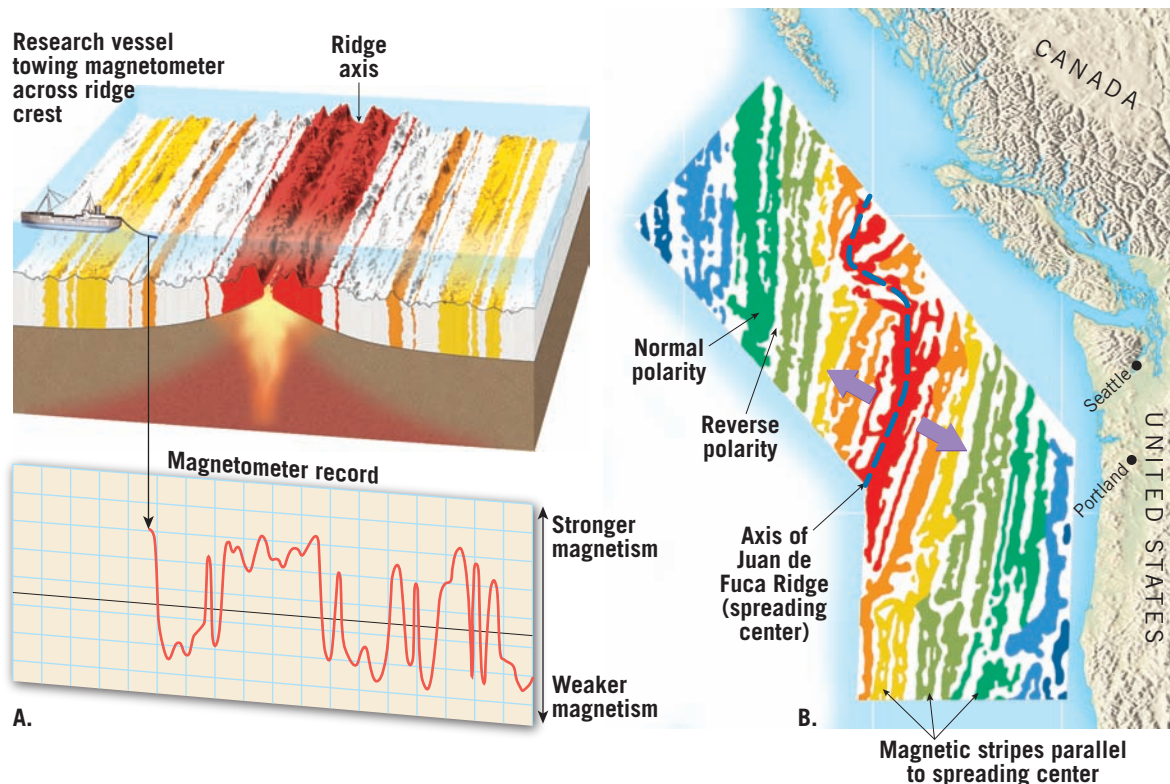 Research vessel
towing magnetometer
across ridge
crest
Ridge
axis
Magnetometer record
Stronger
magnetism
Weaker
magnetism
A.
CANADA
Normal
polarity
Reverse
polarity
Seattle
Portland
UNITED STATES
Axis of
Juan de
Fuca Ridge
(spreading
center)
B.
Magnetic stripes parallel
to spreading center